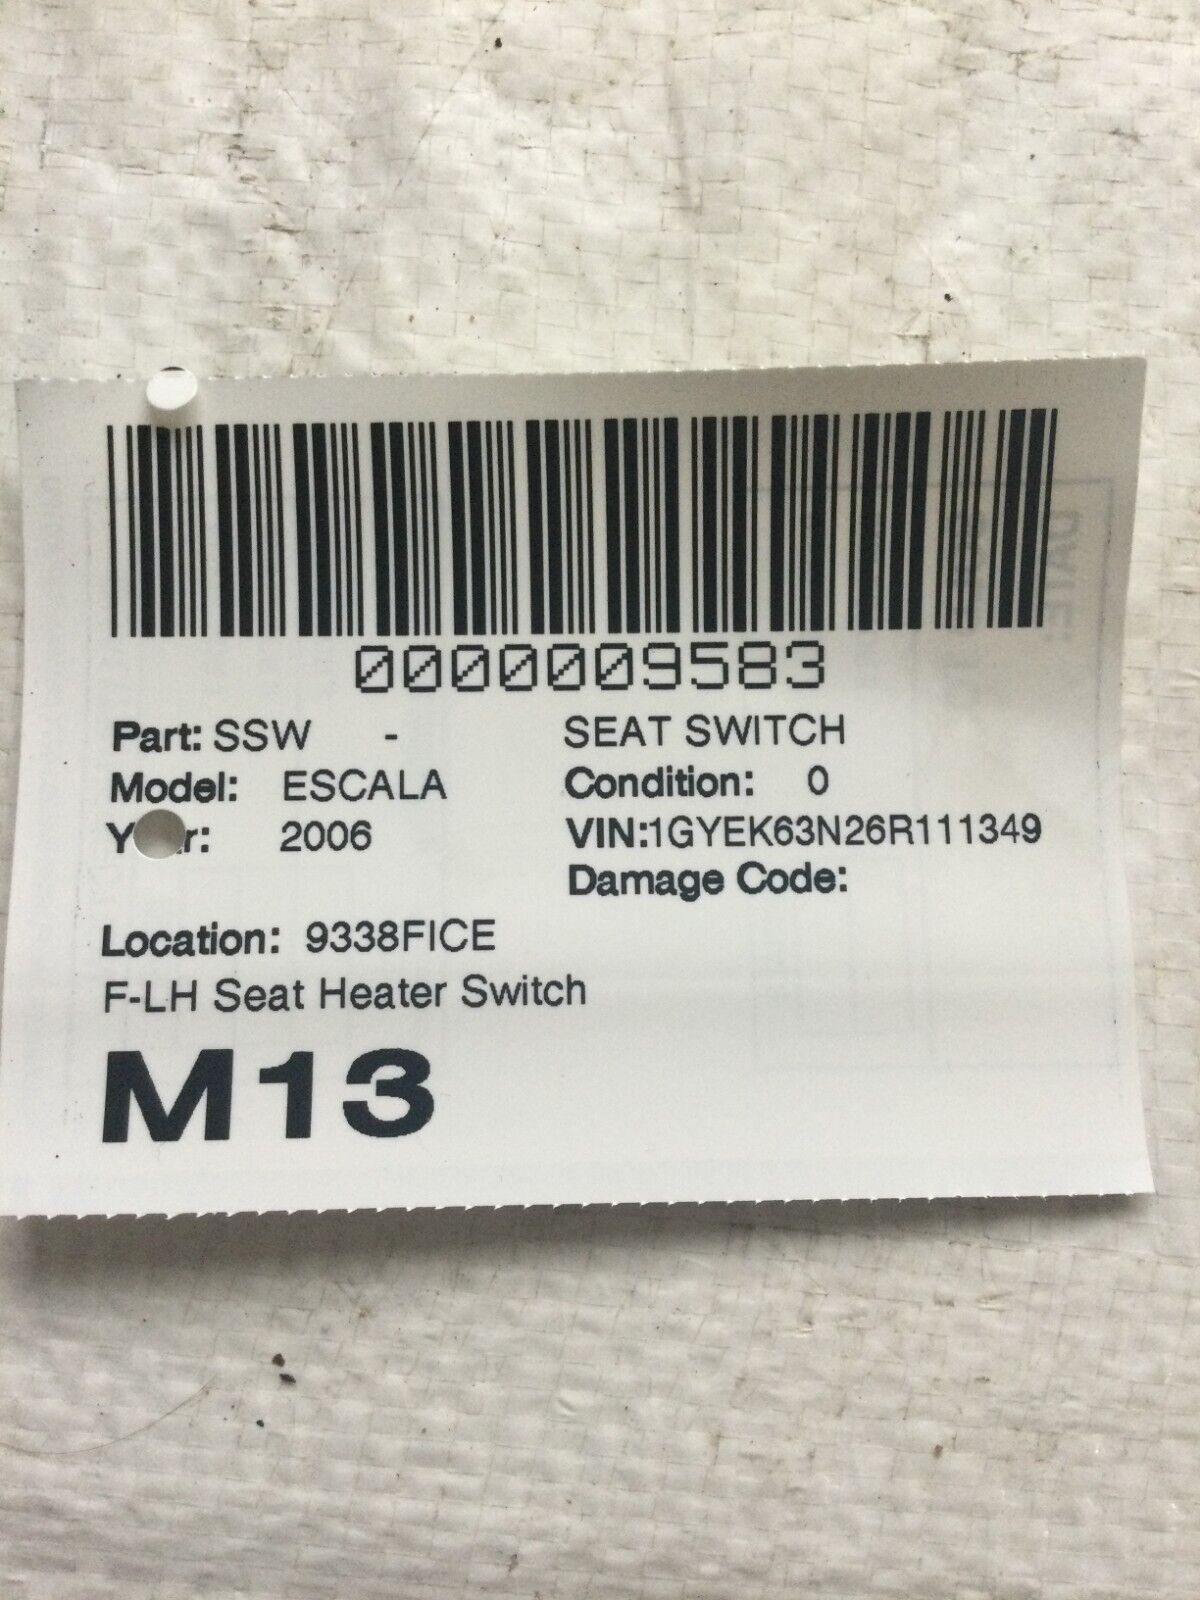 0000009583
Part: SSW - SEAT SWITCH
Model: ESCALA Condition: 0
Y r: 2006 VIN:1GYEK63N26R111349
Damage Code:
Location: 9338FICE
F-LH Seat Heater Switch
M13